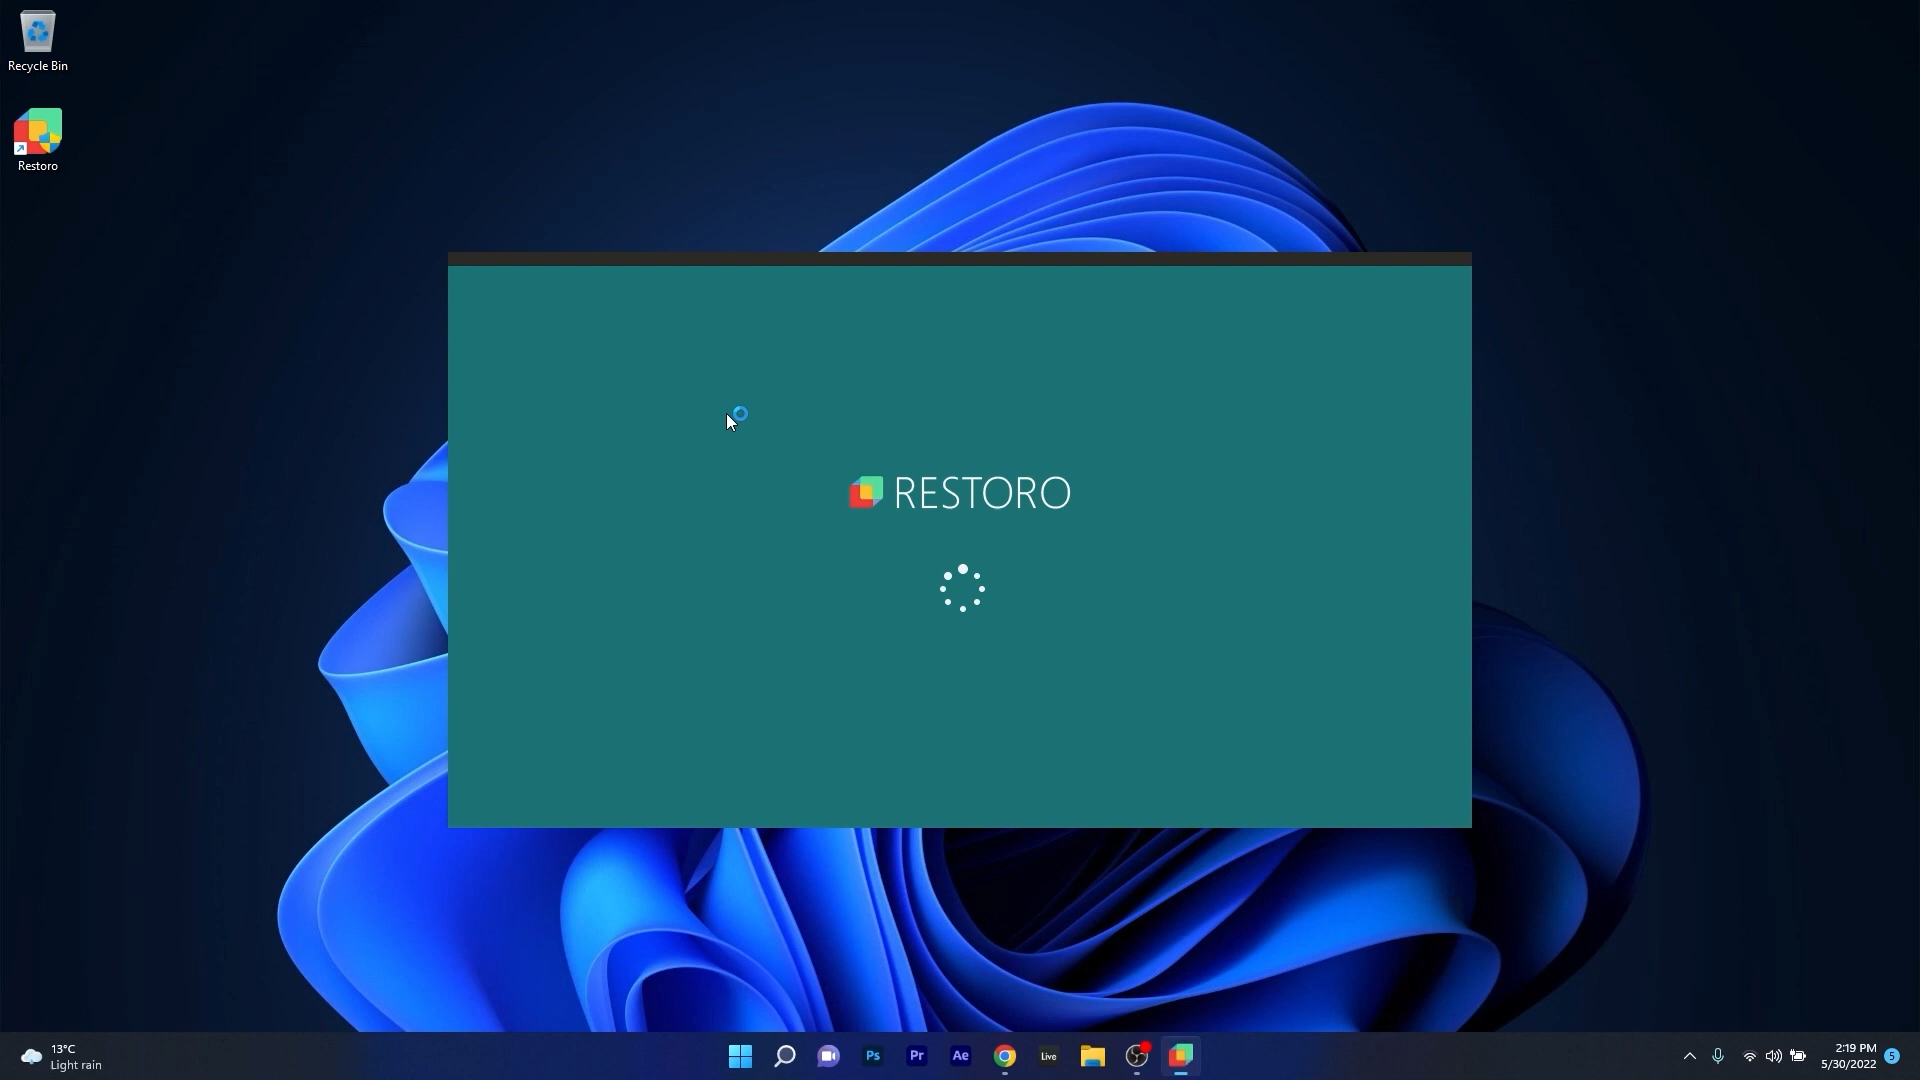 Recycle Bin
Restoro
RESTORO
13°C
Light rain
Ps
Pr
Ae
Live
2:19 PM
5/30/2022
5